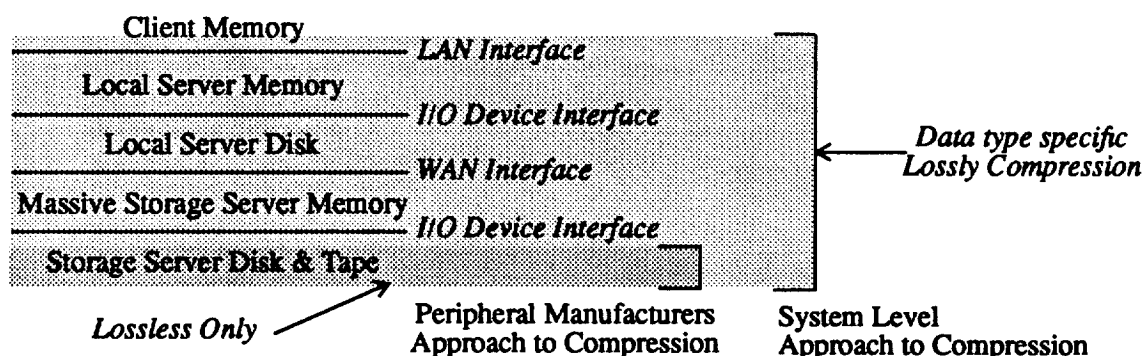 Client Memory
LAN Interface
Local Server Memory
I/O Device Interface
Local Server Disk
Data type specific
Lossly Compression
WAN Interface
Massive Storage Server Memory
I/O Device Interface
Storage Server Disk & Tape
Lossless Only
Peripheral Manufacturers
Approach to Compression
System Level
Approach to Compression